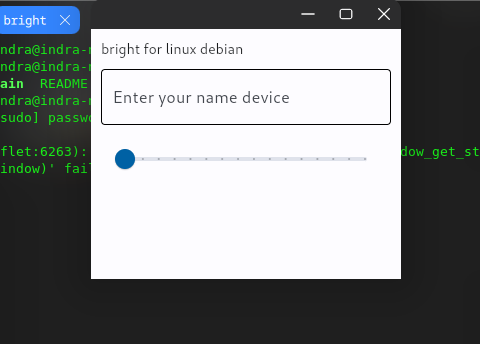 bright
bright for linux debian
Enter your name device
ndra@indra-
ndra@indra-
ain README
ndra@indra-
sudo] passw
flet:6263): dow_get_st
indow)' fai